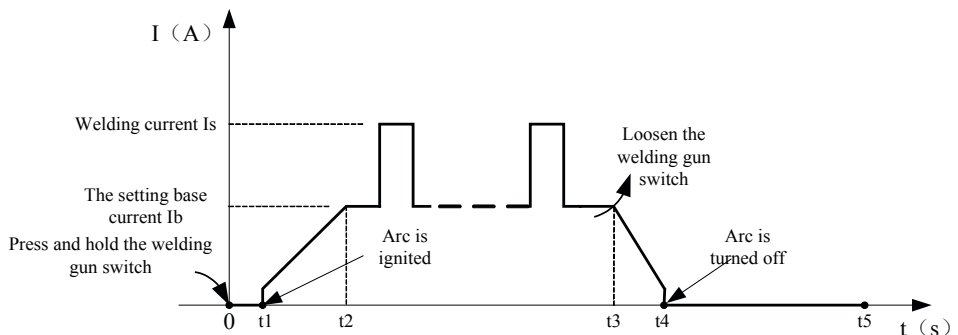 I（A）
Welding current Is
Loosen the
welding gun
switch
The setting base
current Ib
Press and hold the welding
gun switch
Arc is
ignited
Arc is
turned off
0
t1
t2
t3
t4
t5
t（s）